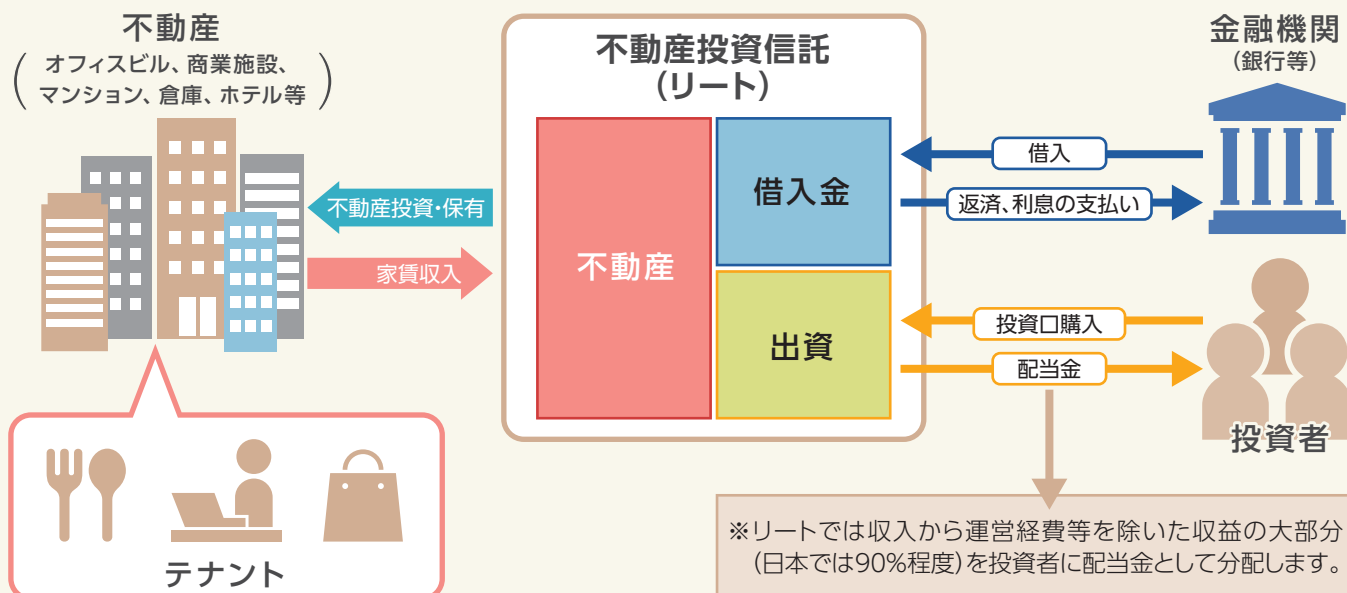 不動産
オフィスビル、商業施設、
マンション、倉庫、ホテル等
不動産投資・保有
家賃収入
テナント
不動産投資信託
(リート)
不動産
借入金
出資
金融機関
(銀行等)
借入
返済、利息の支払い
投資口購入
配当金
投資者
※リートでは収入から運営経費等を除いた収益の大部分
(日本では90%程度)を投資者に配当金として分配します。